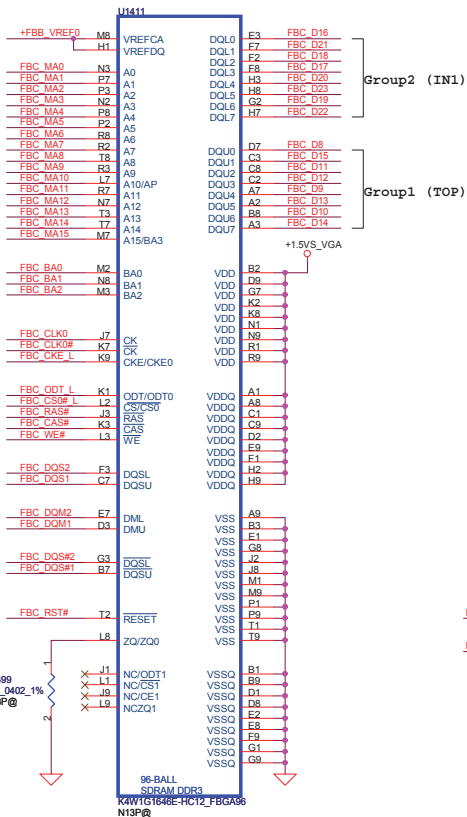 U1411
+FBB_VREF0 M8 VREFCA DQL0 E3 FBC_D16
H1 VREFDQ DQL1 F7 FBC_D21
DQL2 F2 FBC_D18
FBC_MA0 N3 A0 DQL3 F8 FBC_D17
FBC_MA1 P7 A1 DQL4 H3 FBC_D20
FBC_MA2 P3 A2 DQL5 H8 FBC_D23
FBC_MA3 N2 A3 DQL6 G2 FBC_D19
FBC_MA4 P8 A4 DQL7 H7 FBC_D22
Group2 (IN1)
FBC_MA5 P2 A5
FBC_MA6 R8 A6
FBC_MA7 R2 A7 DQU0 D7 FBC_D8
FBC_MA8 T8 A8 DQU1 C3 FBC_D15
FBC_MA9 R3 A9 DQU2 C8 FBC_D11
FBC_MA10 L7 A10/AP DQU3 C2 FBC_D12
FBC_MA11 R7 A11 DQU4 A7 FBC_D9
FBC_MA12 N7 A12 DQU5 A2 FBC_D13
FBC_MA13 T3 A13 DQU6 B8 FBC_D10
FBC_MA14 T7 A14 DQU7 A3 FBC_D14
Group1 (TOP)
FBC_MA15 M7 A15/BA3
+1.5VS_VGA
FBC_BA0 M2 BA0 VDD B2
FBC_BA1 N8 BA1 VDD D9
FBC_BA2 M3 BA2 VDD G7
VDD K2
VDD K8
VDD N1
FBC_CLK0 J7 CK VDD N9
FBC_CLK0# K7 CK VDD R1
FBC_CKE_L K9 CKE/CKE0 VDD R9
FBC_ODT_L K1 ODT/ODT0 VDDQ A1
FBC_CS0#_L L2 CS/CS0 VDDQ A8
FBC_RAS# J3 RAS VDDQ C1
FBC_CAS# K3 CAS VDDQ C9
FBC_WE# L3 WE VDDQ D2
VDDQ E9
VDDQ F1
FBC_DQS2 F3 DQSL VDDQ H2
FBC_DQS1 C7 DQSU VDDQ H9
FBC_DQM2 E7 DML VSS A9
FBC_DQM1 D3 DMU VSS B3
VSS E1
VSS G8
FBC_DQS#2 G3 DQSL VSS J2
FBC_DQS#1 B7 DQSU VSS J8
VSS M1
VSS M9
VSS P1
FBC_RST# T2 RESET VSS P9
VSS T1
L8 ZQ/ZQ0 VSS T9
1
J1 NC/ODT1 VSSQ B1
L1 NC/CS1 VSSQ B9
J9 NC/CE1 VSSQ D1
L9 NCZQ1 VSSQ D8
_0402_1%
P@
2
VSSQ E2
VSSQ E8
VSSQ F9
VSSQ G1
VSSQ G9
96-BALL
SDRAM DDR3
K4W1G1646E-HC12_FBGA96
N13P@